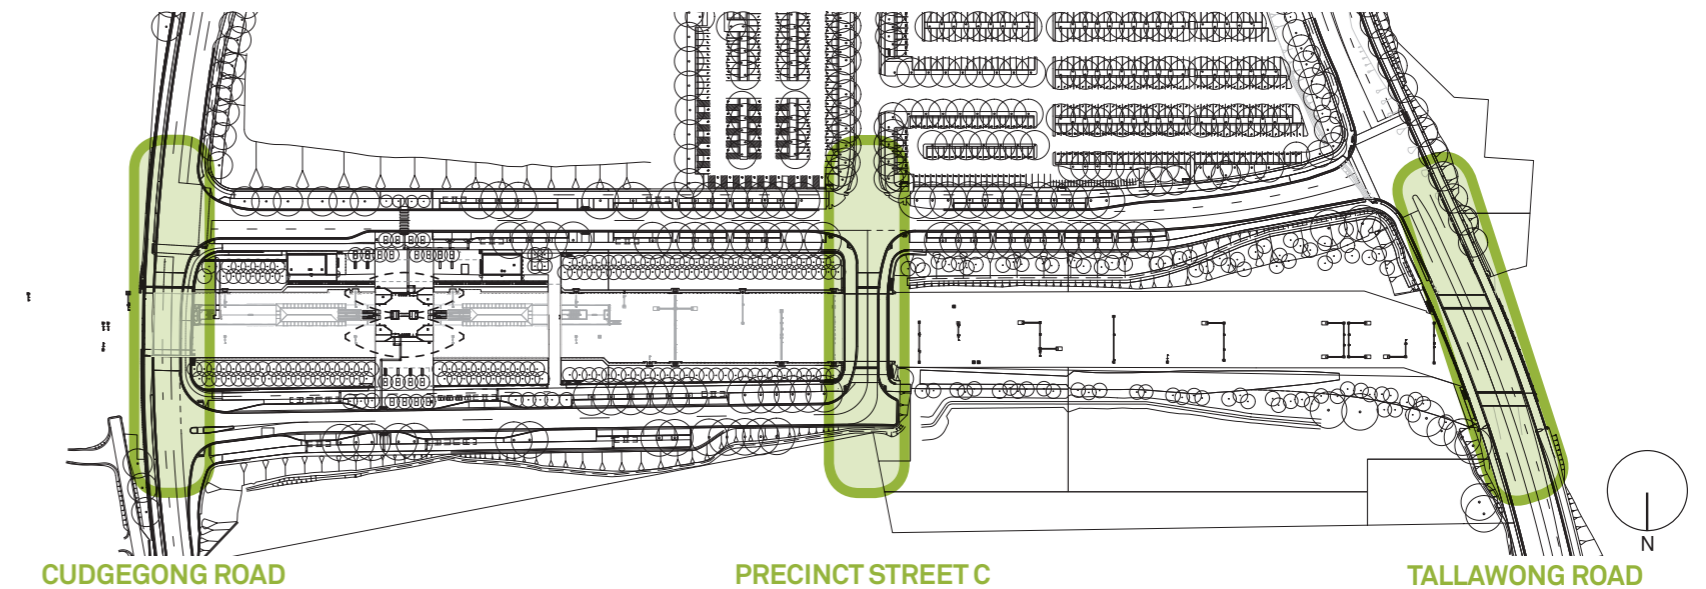 N
CUDGEGONG ROAD
PRECINCT STREET C
TALLAWONG ROAD